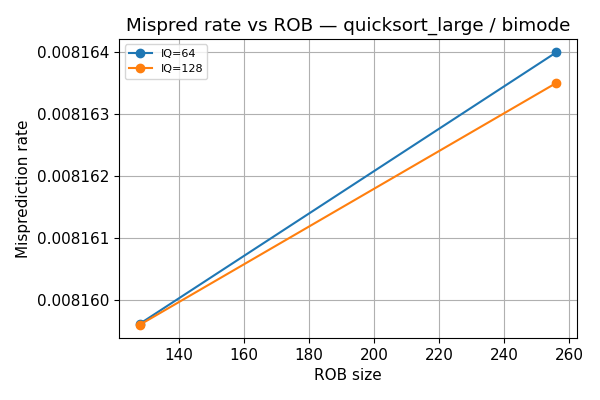 Mispred rate vs ROB — quicksort_large / bimode
IQ=64
IQ=128
Misprediction rate
0.008164
0.008163
0.008162
0.008161
0.008160
140 160 180 200 220 240 260
ROB size